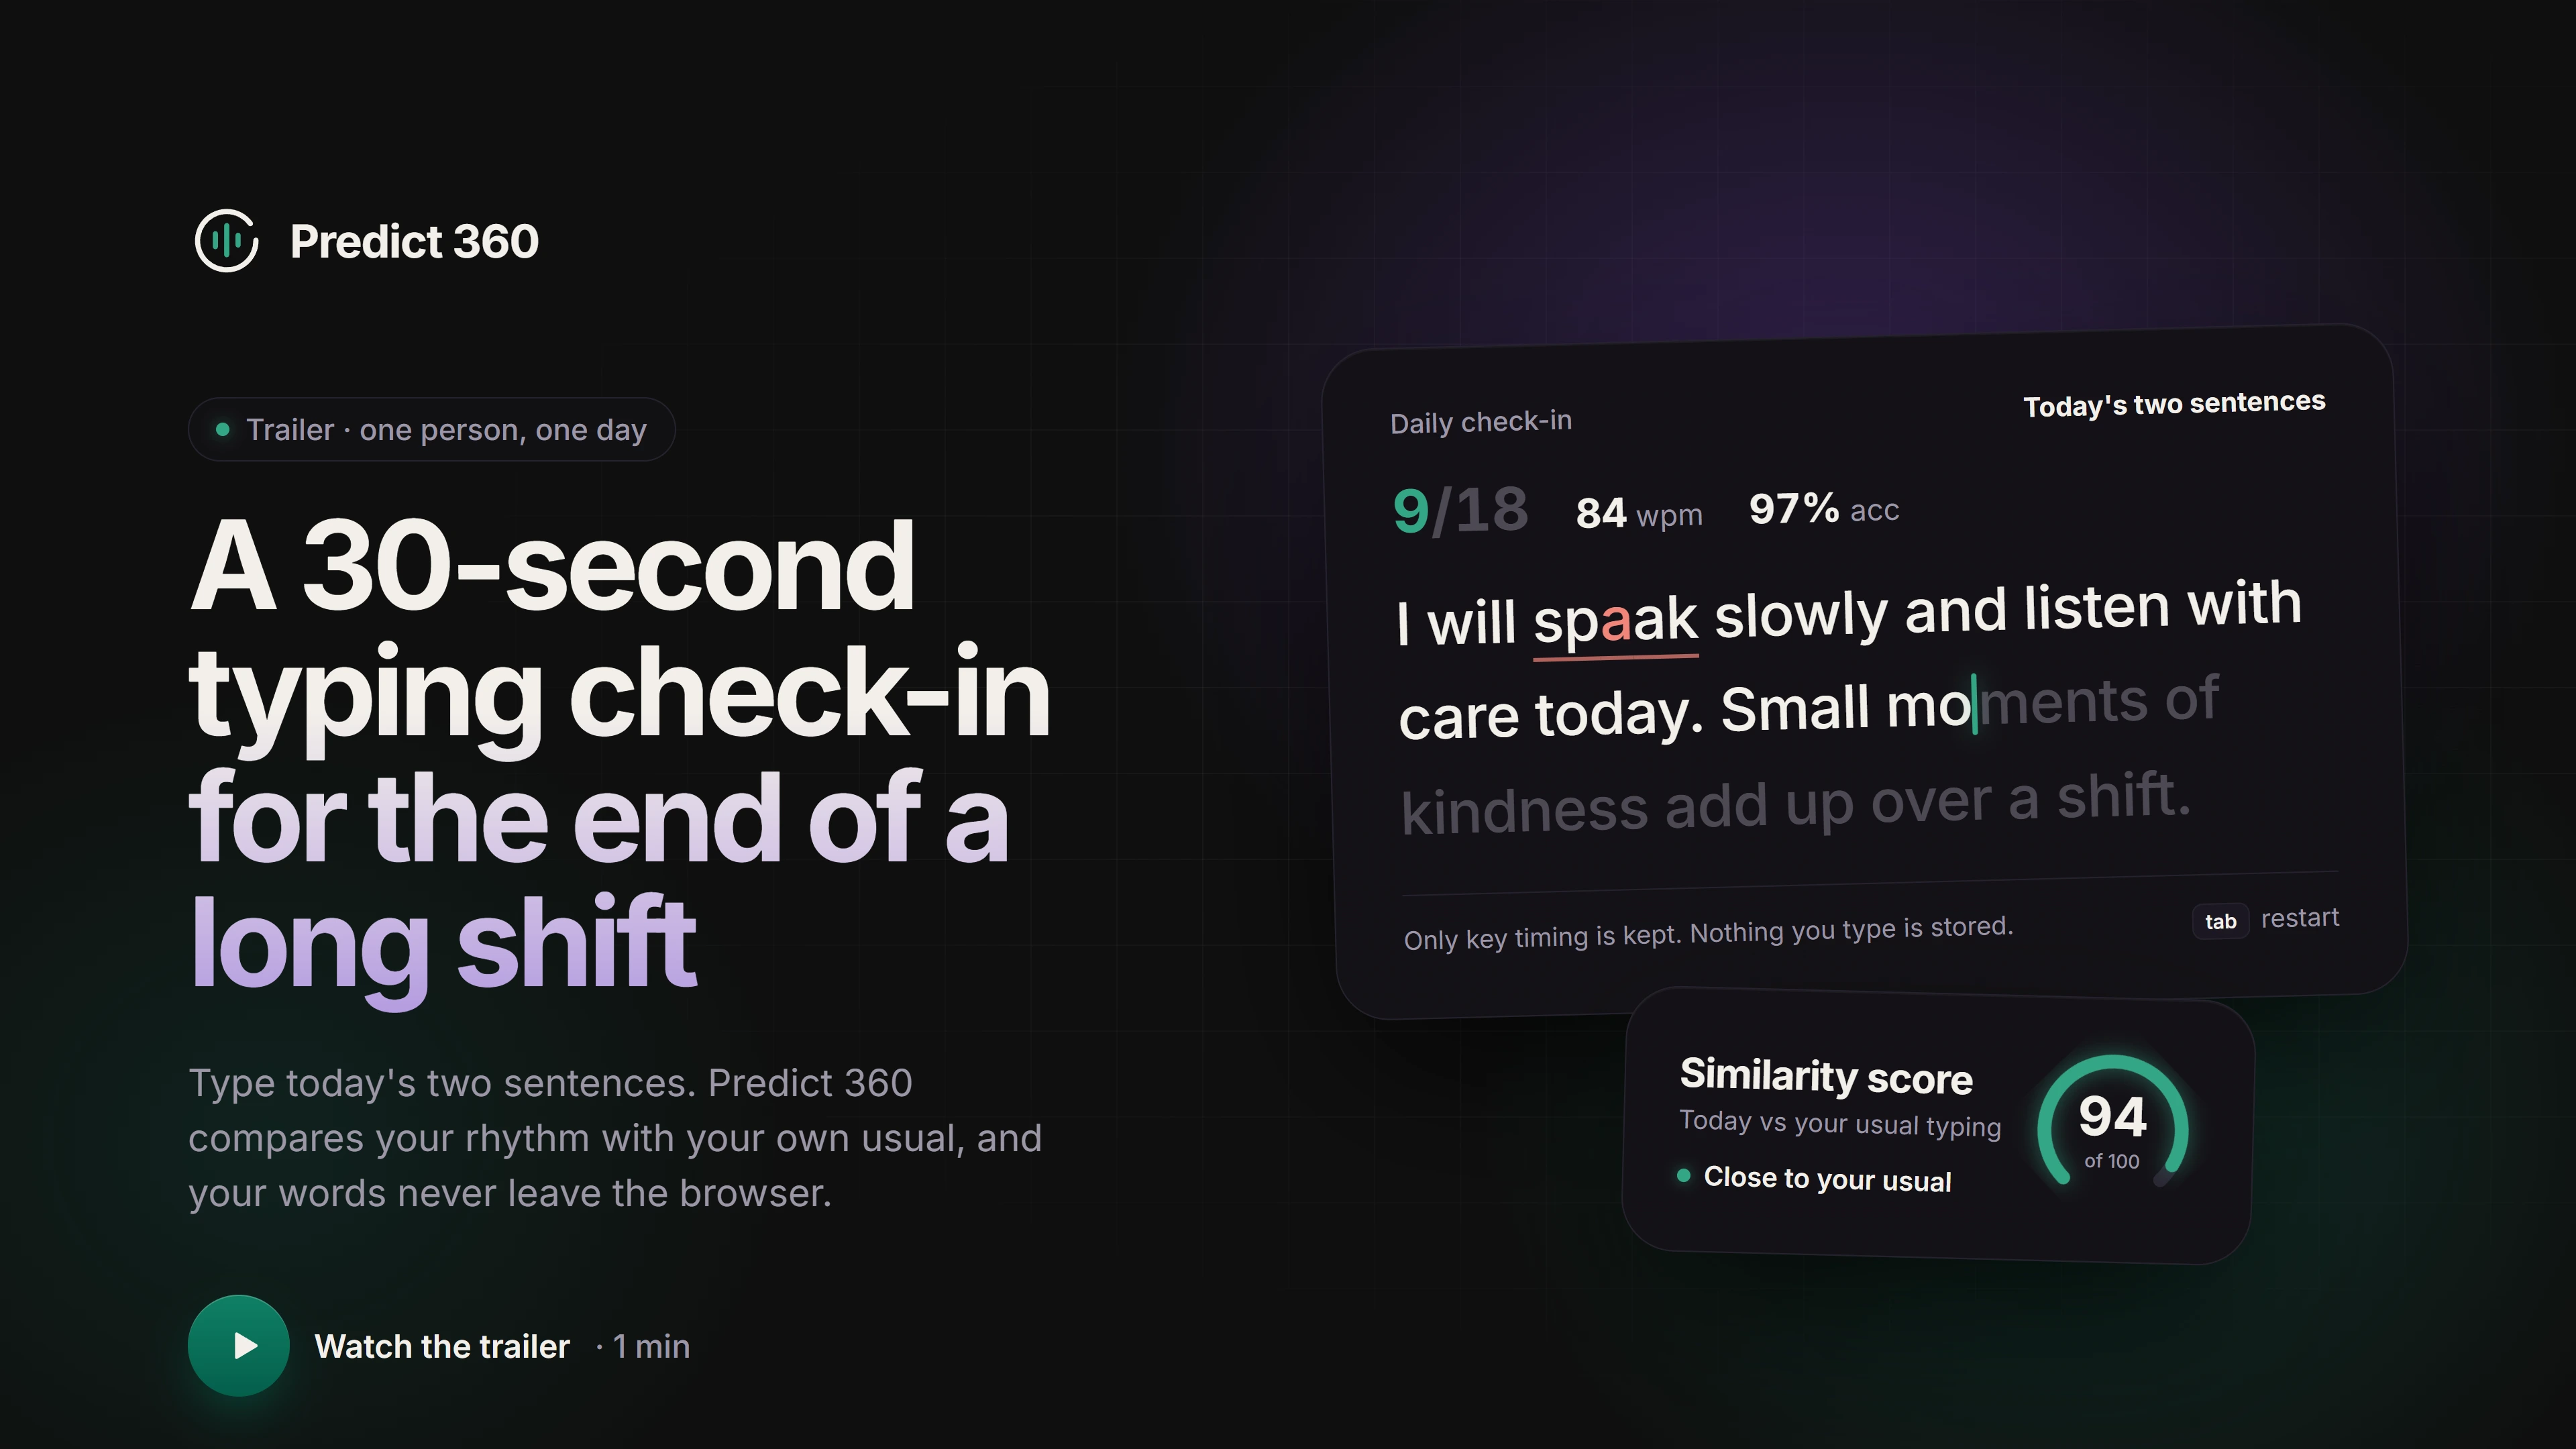 Predict 360
Trailer · one person, one day
A 30-second
typing check-in
for the end of a
long shift
Type today's two sentences. Predict 360
compares your rhythm with your own usual, and
your words never leave the browser.
Watch the trailer · 1 min
Daily check-in
Today's two sentences
9/18 84 wpm 97% acc
I will spaak slowly and listen with
care today. Small moments of
kindness add up over a shift.
Only key timing is kept. Nothing you type is stored.
tab restart
Similarity score
Today vs your usual typing
Close to your usual
94
of 100